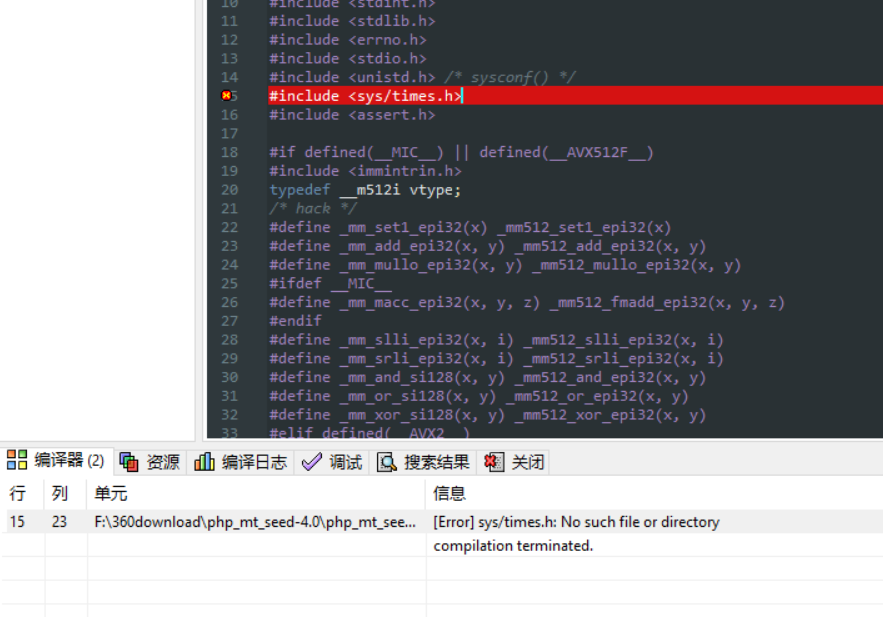 10 #include <stdint.h>
11 #include <stdlib.h>
12 #include <errno.h>
13 #include <stdio.h>
14 #include <unistd.h> /* sysconf() */
5 #include <sys/times.h>
16 #include <assert.h>
17
18 #if defined(__MIC__) || defined(__AVX512F__)
19 #include <immintrin.h>
20 typedef __m512i vtype;
21 /* hack */
22 #define _mm_set1_epi32(x) _mm512_set1_epi32(x)
23 #define _mm_add_epi32(x, y) _mm512_add_epi32(x, y)
24 #define _mm_mullo_epi32(x, y) _mm512_mullo_epi32(x, y)
25 #ifdef __MIC__
26 #define _mm_macc_epi32(x, y, z) _mm512_fmadd_epi32(x, y, z)
27 #endif
28 #define _mm_slli_epi32(x, i) _mm512_slli_epi32(x, i)
29 #define _mm_srli_epi32(x, i) _mm512_srli_epi32(x, i)
30 #define _mm_and_si128(x, y) _mm512_and_epi32(x, y)
31 #define _mm_or_si128(x, y) _mm512_or_epi32(x, y)
32 #define _mm_xor_si128(x, y) _mm512_xor_epi32(x, y)
33 #elif defined(__AVX2__)
编译器 (2) 资源 编译日志 调试 搜索结果 关闭
行 列 单元 信息
15 23 F:\360download\php_mt_seed-4.0\php_mt_see... [Error] sys/times.h: No such file or directory
compilation terminated.